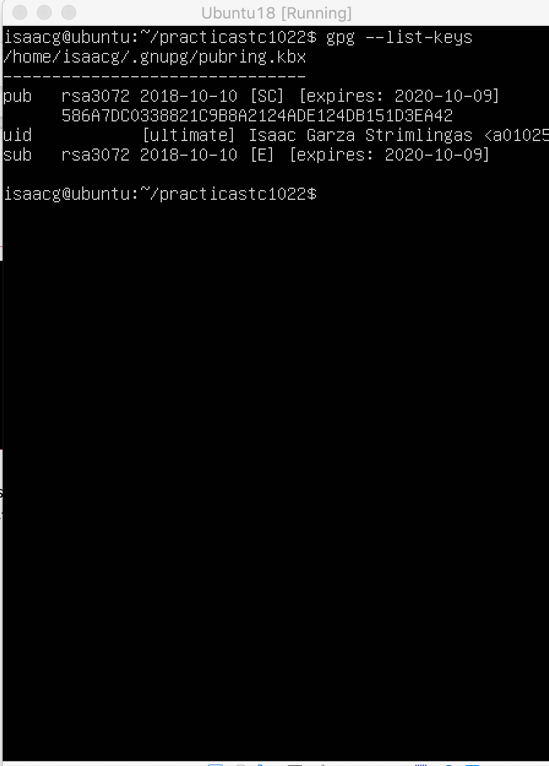 Ubuntu18 [Running]
isaacg@ubuntu:~/practicastc1022$ gpg --list-keys
/home/isaacg/.gnupg/pubring.kbx
-------------------------------
pub   rsa3072 2018-10-10 [SC] [expires: 2020-10-09]
      586A7DC0338821C9B8A2124ADE124DB151D3EA42
uid           [ultimate] Isaac Garza Strimlingas <a01025
sub   rsa3072 2018-10-10 [E] [expires: 2020-10-09]
isaacg@ubuntu:~/practicastc1022$